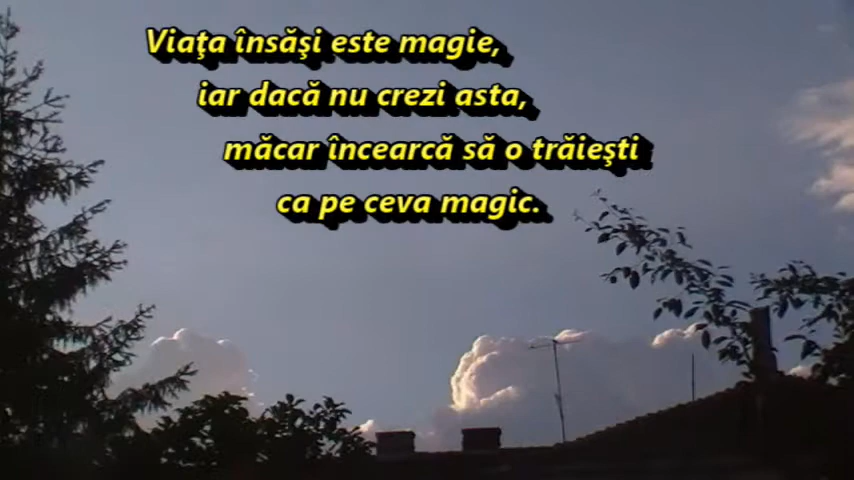 Viaţa însăşi este magie,
iar dacă nu crezi asta,
măcar încearcă să o trăieşti
ca pe ceva magic.